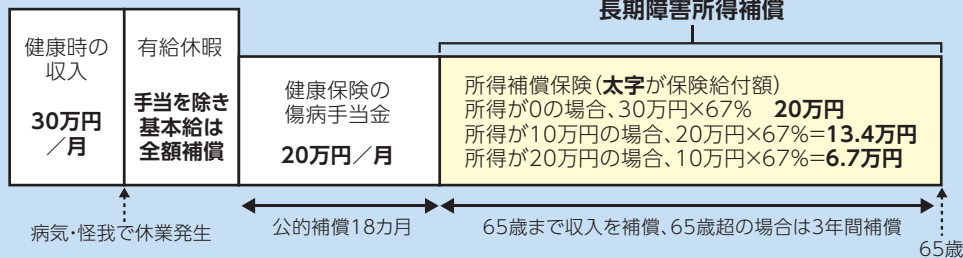 長期障害所得補償
健康時の
収入
30万円
／月
有給休暇
手当を除き
基本給は
全額補償
健康保険の
傷病手当金
20万円／月
所得補償保険（太字が保険給付額）
所得が0の場合、30万円×67%　20万円
所得が10万円の場合、20万円×67%=13.4万円
所得が20万円の場合、10万円×67%=6.7万円
病気・怪我で休業発生
公的補償18カ月
65歳まで収入を補償、65歳超の場合は3年間補償
65歳